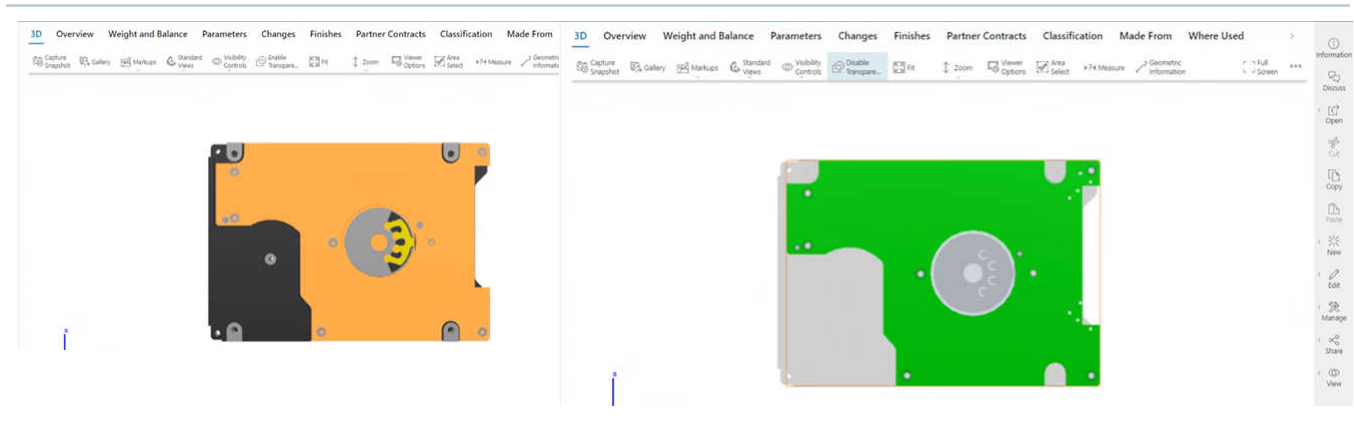 3D Overview Weight and Balance Parameters Changes Finishes Partner Contracts Classification Made From
Capture Snapshot Gallery Markups Standard Views Visibility Controls Enable Transpare... Fit Zoom Viewer Options Area Select Measure Geometric
3D Overview Weight and Balance Parameters Changes Finishes Partner Contracts Classification Made From Where Used
Capture Snapshot Gallery Markups Standard Views Visibility Controls Disable Transpare... Fit Zoom Viewer Options Area Select Measure Geometric Information Full Screen
Information
Discuss
Open
Cut
Copy
Paste
New
Edit
Manage
Share
View